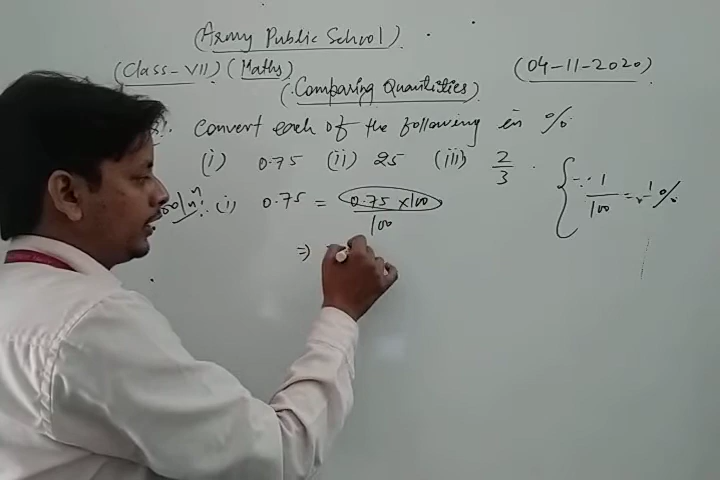 (Army Public School)
(Class-VII) (Maths) (04-11-2020)
(Comparing Quantities)
Convert each of the following in %
(i) 0.75 (ii) 25 (iii) 2/3
Solⁿ: (i) 0.75 = 0.75 ×100/100
{∵ 1/100 = 1%
⇒